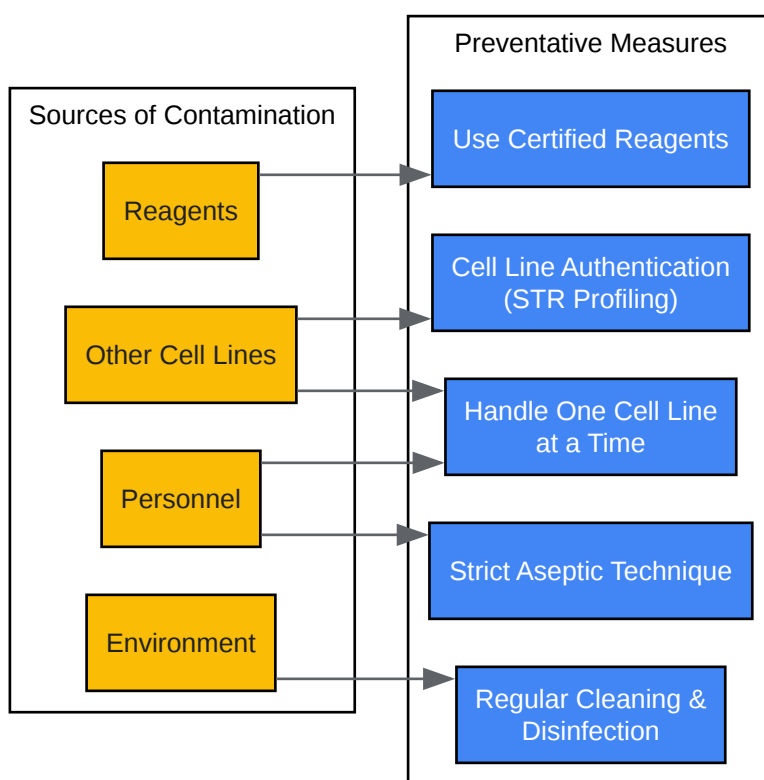 Sources of Contamination
Reagents
Other Cell Lines
Personnel
Environment
Preventative Measures
Use Certified Reagents
Cell Line Authentication
(STR Profiling)
Handle One Cell Line
at a Time
Strict Aseptic Technique
Regular Cleaning &
Disinfection